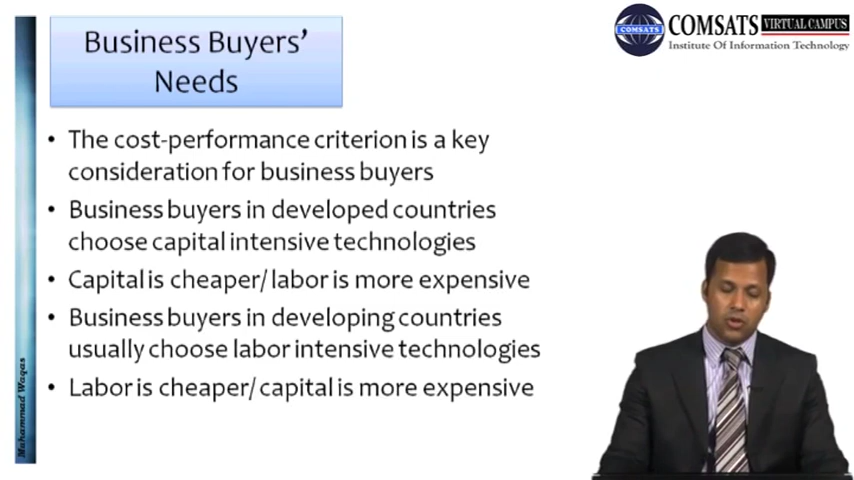 Business Buyers’
Needs
COMSATS
COMSATS VIRTUAL CAMPUS
Institute Of Information Technology
• The cost-performance criterion is a key
consideration for business buyers
• Business buyers in developed countries
choose capital intensive technologies
• Capital is cheaper/ labor is more expensive
• Business buyers in developing countries
usually choose labor intensive technologies
• Labor is cheaper/ capital is more expensive
Muhammad Waqas